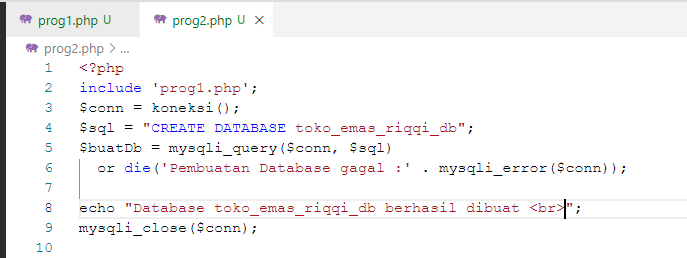 prog1.php U prog2.php U ×
prog2.php > ...
1 <?php
2 include 'prog1.php';
3 $conn = koneksi();
4 $sql = "CREATE DATABASE toko_emas_riqqi_db";
5 $buatDb = mysqli_query($conn, $sql)
6 or die('Pembuatan Database gagal :' . mysqli_error($conn));
7
8 echo "Database toko_emas_riqqi_db berhasil dibuat <br>";
9 mysqli_close($conn);
10